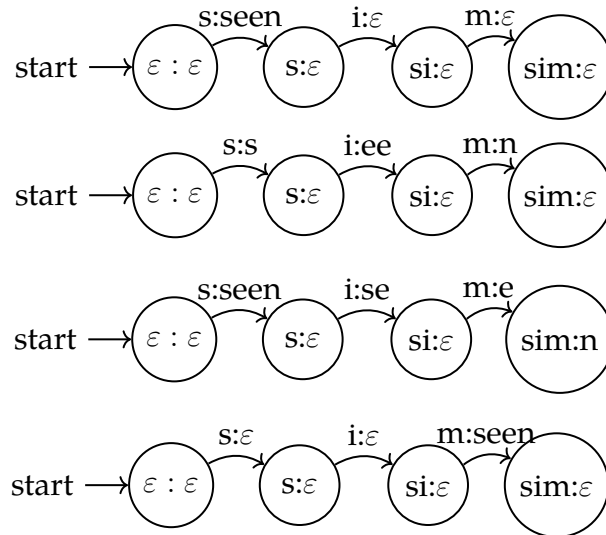 s:seen i:ε m:ε
start ε : ε s:ε si:ε sim:ε
s:s i:ee m:n
start ε : ε s:ε si:ε sim:ε
s:seen i:se m:e
start ε : ε s:ε si:ε sim:n
s:ε i:ε m:seen
start ε : ε s:ε si:ε sim:ε